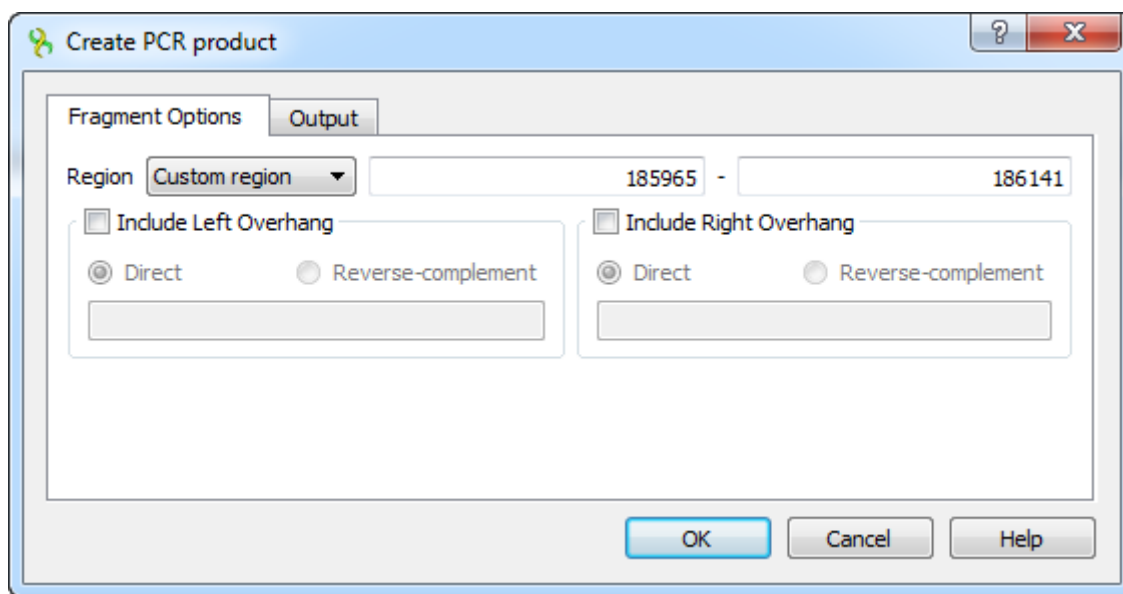 Create PCR product
Fragment Options Output
Region Custom region 185965 - 186141
Include Left Overhang Include Right Overhang
Direct Reverse-complement Direct Reverse-complement
OK Cancel Help